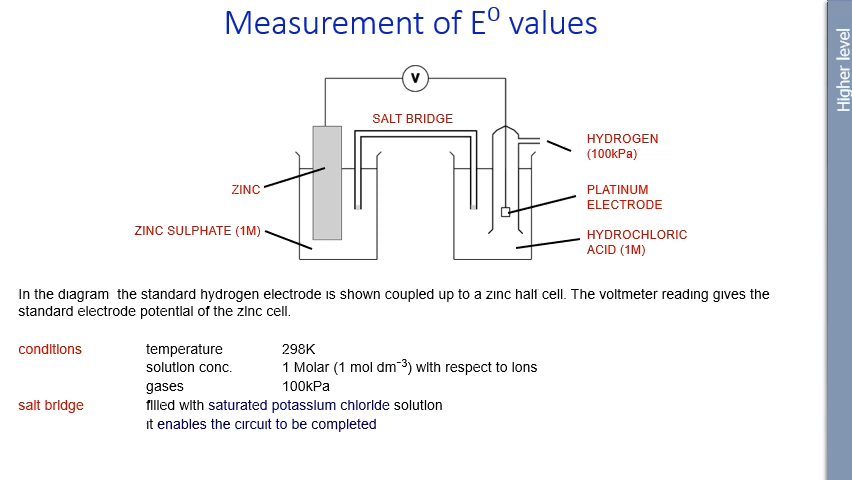 Measurement of E⁰ values
Higher level
V
SALT BRIDGE
HYDROGEN
(100kPa)
ZINC
PLATINUM
ELECTRODE
ZINC SULPHATE (1M)
HYDROCHLORIC
ACID (1M)
In the diagram the standard hydrogen electrode is shown coupled up to a zinc half cell. The voltmeter reading gives the
standard electrode potential of the zinc cell.
conditions temperature 298K
solution conc. 1 Molar (1 mol dm⁻³) with respect to ions
gases 100kPa
salt bridge filled with saturated potassium chloride solution
it enables the circuit to be completed